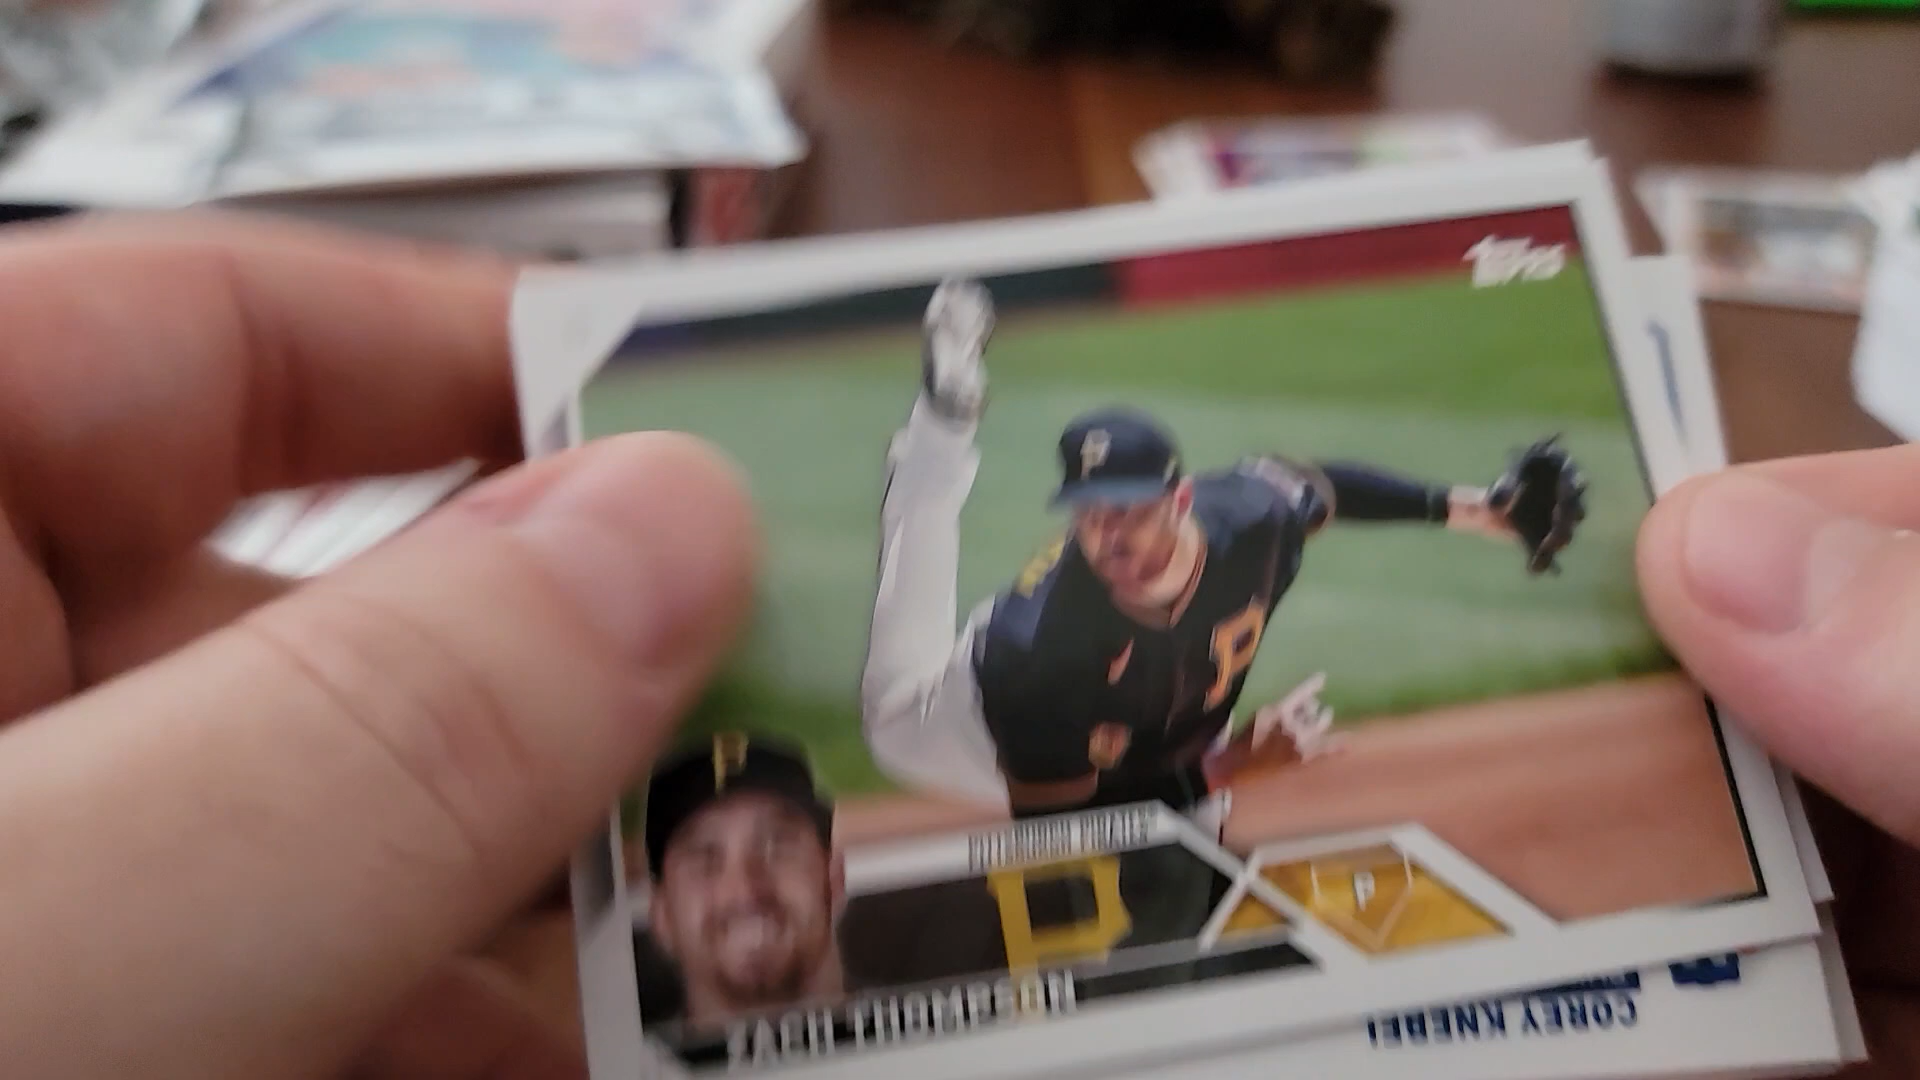 TOPPS
P
P
PITTSBURGH PIRATES
P
P
ZACH THOMPSON
COREY KNEBEL